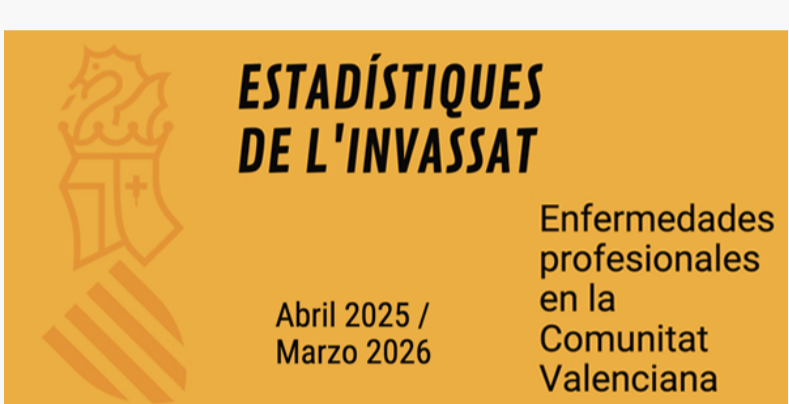 ESTADÍSTIQUES
DE L'INVASSAT
Enfermedades
profesionales
en la
Comunitat
Valenciana
Abril 2025 /
Marzo 2026